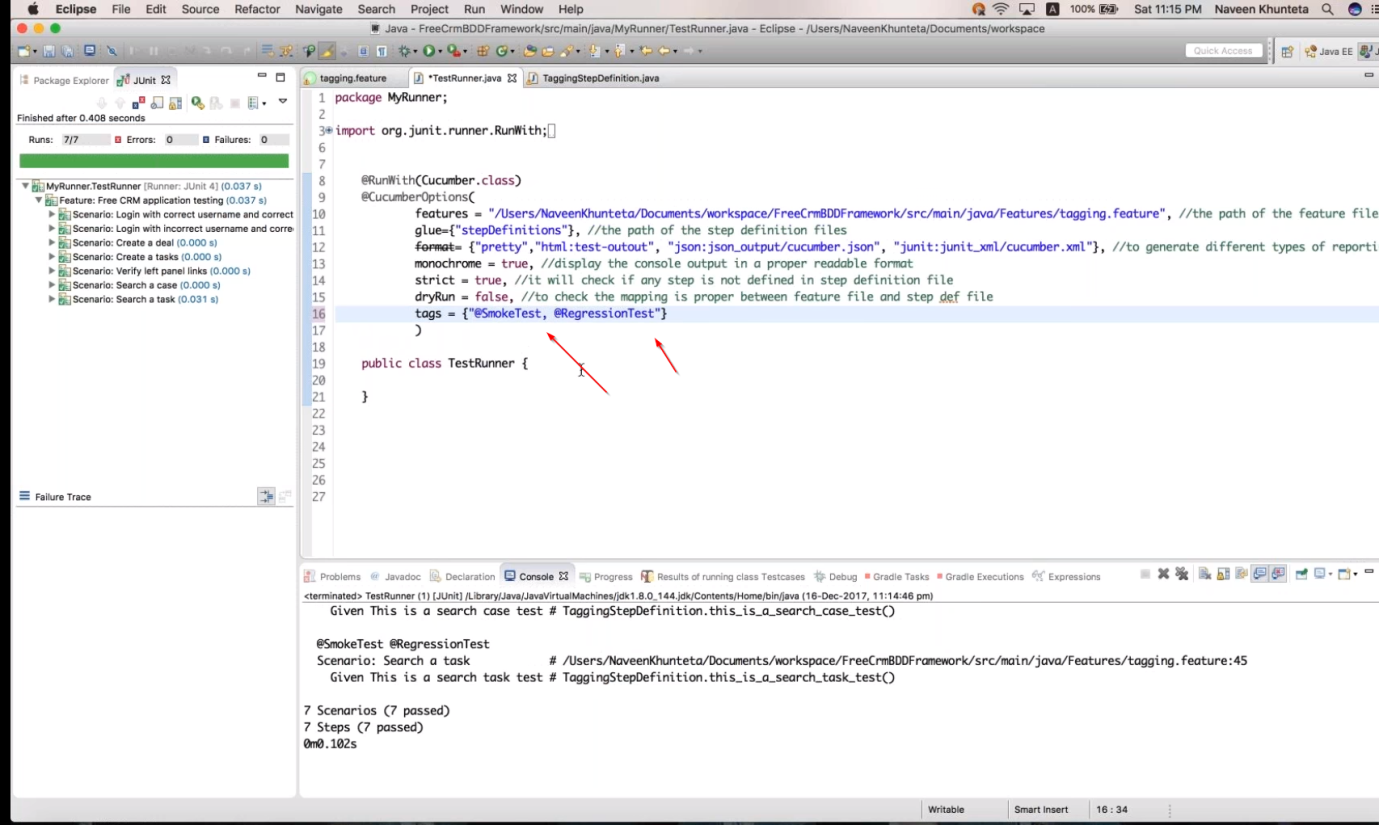 Eclipse File Edit Source Refactor Navigate Search Project Run Window Help 100% Sat 11:15 PM Naveen Khunteta
Java - FreeCrmBDDFramework/src/main/java/MyRunner/TestRunner.java - Eclipse - /Users/NaveenKhunteta/Documents/workspace
Quick Access Java EE
Package Explorer JUnit
Finished after 0.408 seconds
Runs: 7/7 Errors: 0 Failures: 0
MyRunner.TestRunner [Runner: JUnit 4] (0.037 s)
Feature: Free CRM application testing (0.037 s)
Scenario: Login with correct username and correct
Scenario: Login with incorrect username and corre
Scenario: Create a deal (0.000 s)
Scenario: Create a tasks (0.000 s)
Scenario: Verify left panel links (0.000 s)
Scenario: Search a case (0.000 s)
Scenario: Search a task (0.031 s)
Failure Trace
tagging.feature *TestRunner.java TaggingStepDefinition.java
1 package MyRunner;
2
3 import org.junit.runner.RunWith;
6
7
8 @RunWith(Cucumber.class)
9 @CucumberOptions(
10 features = "/Users/NaveenKhunteta/Documents/workspace/FreeCrmBDDFramework/src/main/java/Features/tagging.feature", //the path of the feature file
11 glue={"stepDefinitions"}, //the path of the step definition files
12 format= {"pretty","html:test-outout", "json:json_output/cucumber.json", "junit:junit_xml/cucumber.xml"}, //to generate different types of reporti
13 monochrome = true, //display the console output in a proper readable format
14 strict = true, //it will check if any step is not defined in step definition file
15 dryRun = false, //to check the mapping is proper between feature file and step def file
16 tags = {"@SmokeTest, @RegressionTest"}
17 )
18
19 public class TestRunner {
20
21 }
22
23
24
25
26
27
Problems Javadoc Declaration Console Progress Results of running class Testcases Debug Gradle Tasks Gradle Executions Expressions
<terminated> TestRunner (1) [JUnit] /Library/Java/JavaVirtualMachines/jdk1.8.0_144.jdk/Contents/Home/bin/java (16-Dec-2017, 11:14:46 pm)
Given This is a search case test # TaggingStepDefinition.this_is_a_search_case_test()
@SmokeTest @RegressionTest
Scenario: Search a task # /Users/NaveenKhunteta/Documents/workspace/FreeCrmBDDFramework/src/main/java/Features/tagging.feature:45
Given This is a search task test # TaggingStepDefinition.this_is_a_search_task_test()
7 Scenarios (7 passed)
7 Steps (7 passed)
0m0.102s
Writable Smart Insert 16 : 34